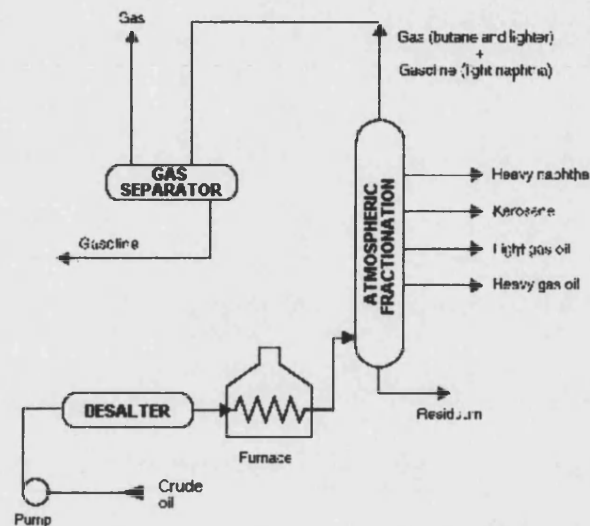 Gas
Gas (butane and lighter)
+
Gasoline (light naphtha)
GAS
SEPARATOR
Heavy naphtha
Kerosene
Gasoline
ATMOSPHERIC
FRACTIONATION
Light gas oil
Heavy gas oil
DESALTER
Residuum
Furnace
Crude
oil
Pump